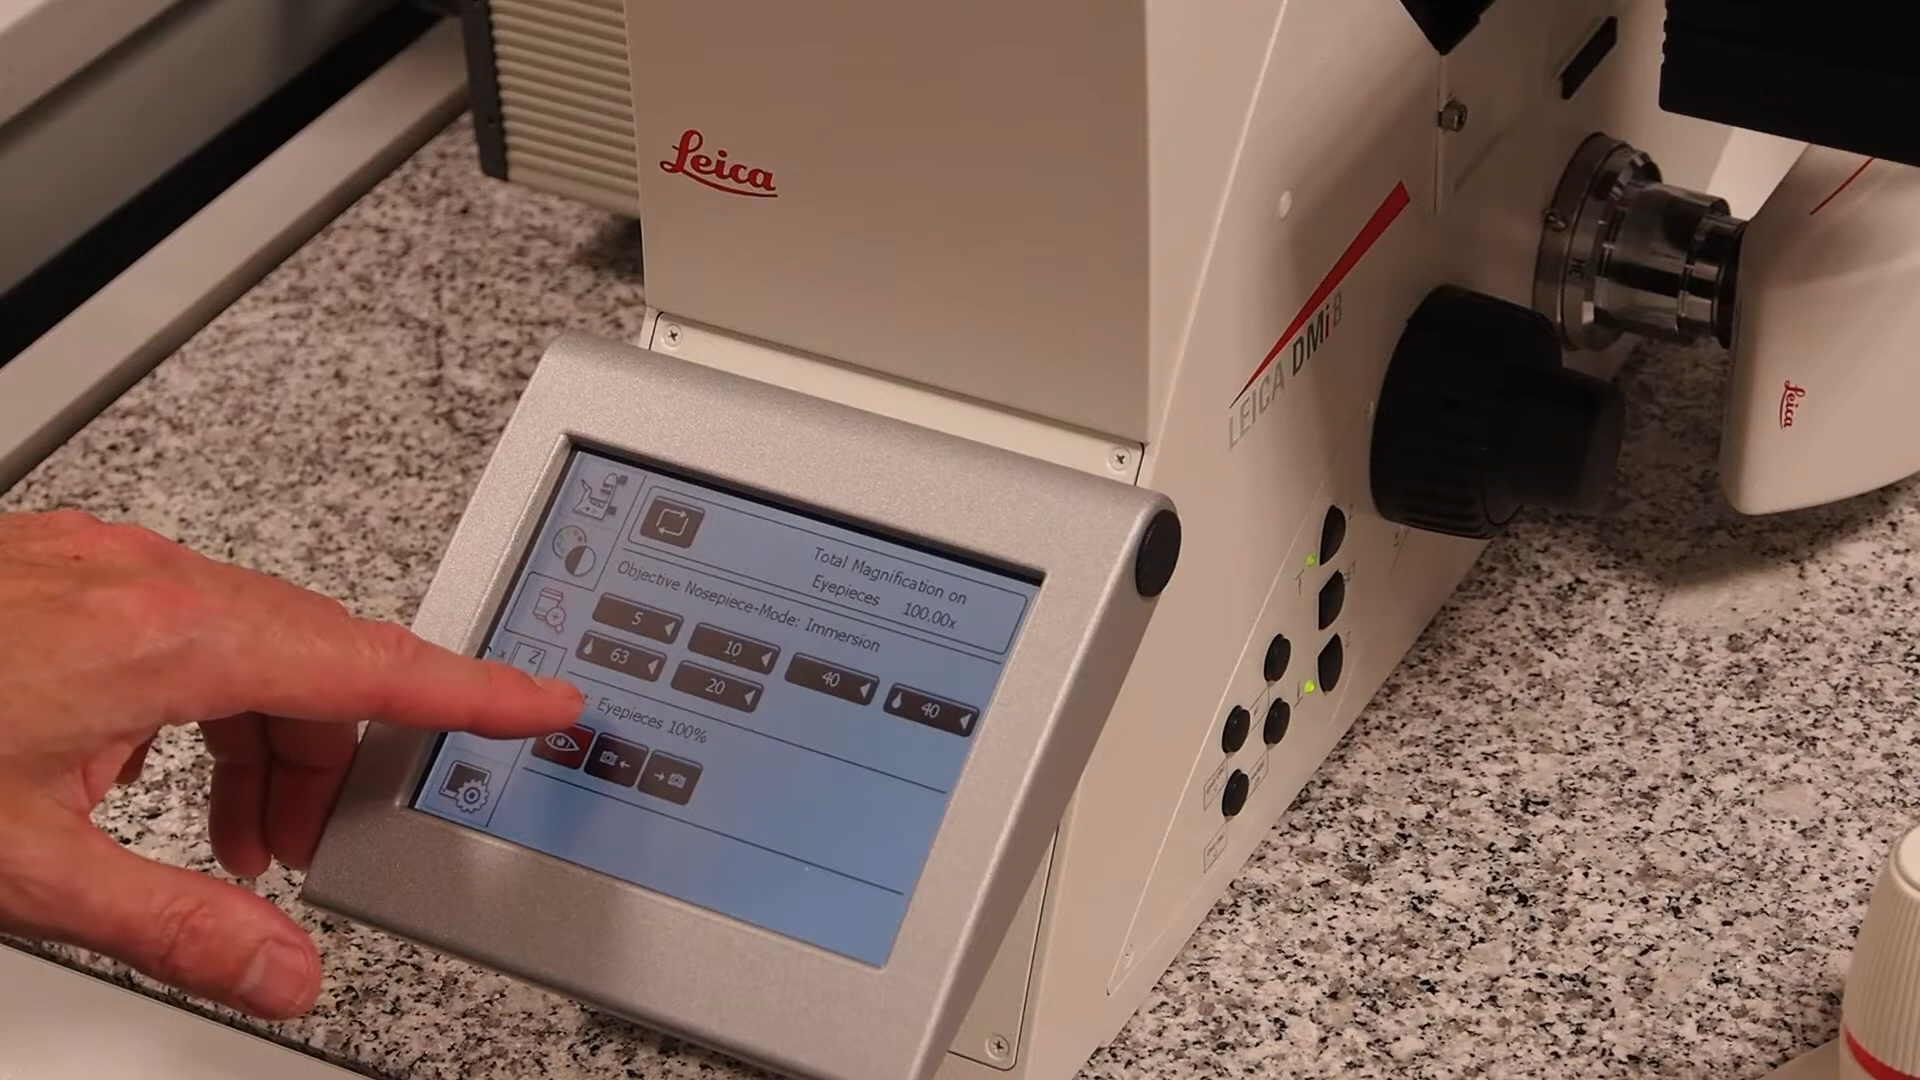 Leica
LEICA DMi8
HC
Leica
Total Magnification on
Eyepieces 100.00x
Objective Nosepiece-Mode: Immersion
5
10
40
40
63
20
Z
Eyepieces 100%